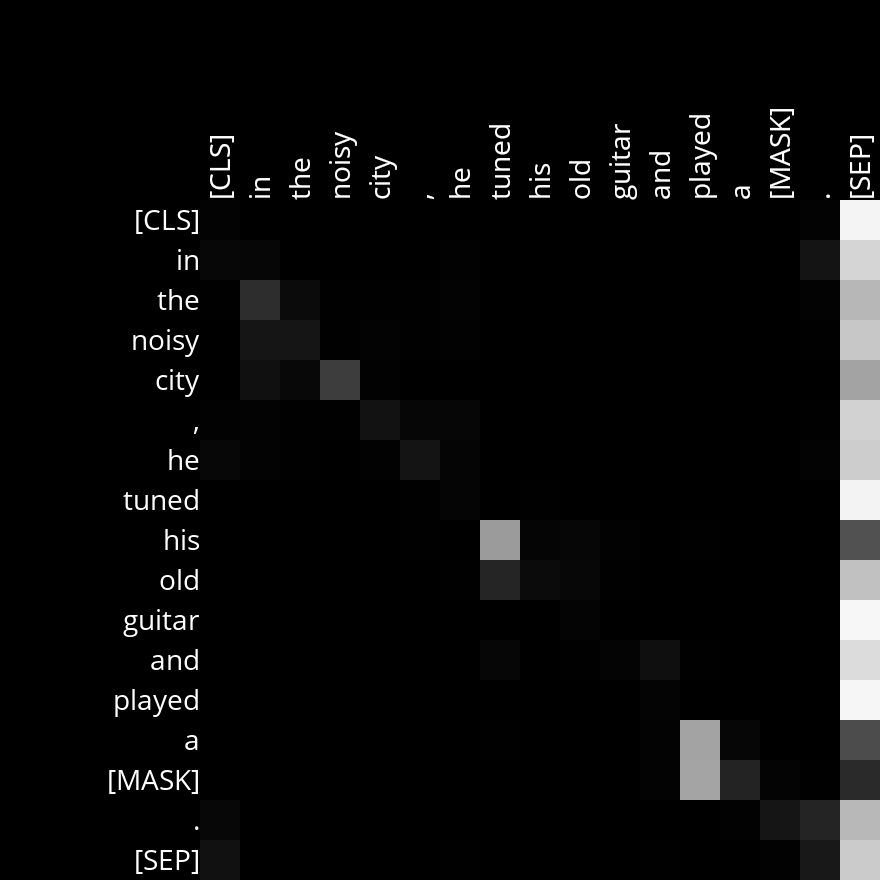 [CLS] in the noisy city , he tuned his old guitar and played a [MASK] . [SEP]
[CLS]
in
the
noisy
city
,
he
tuned
his
old
guitar
and
played
a
[MASK]
.
[SEP]